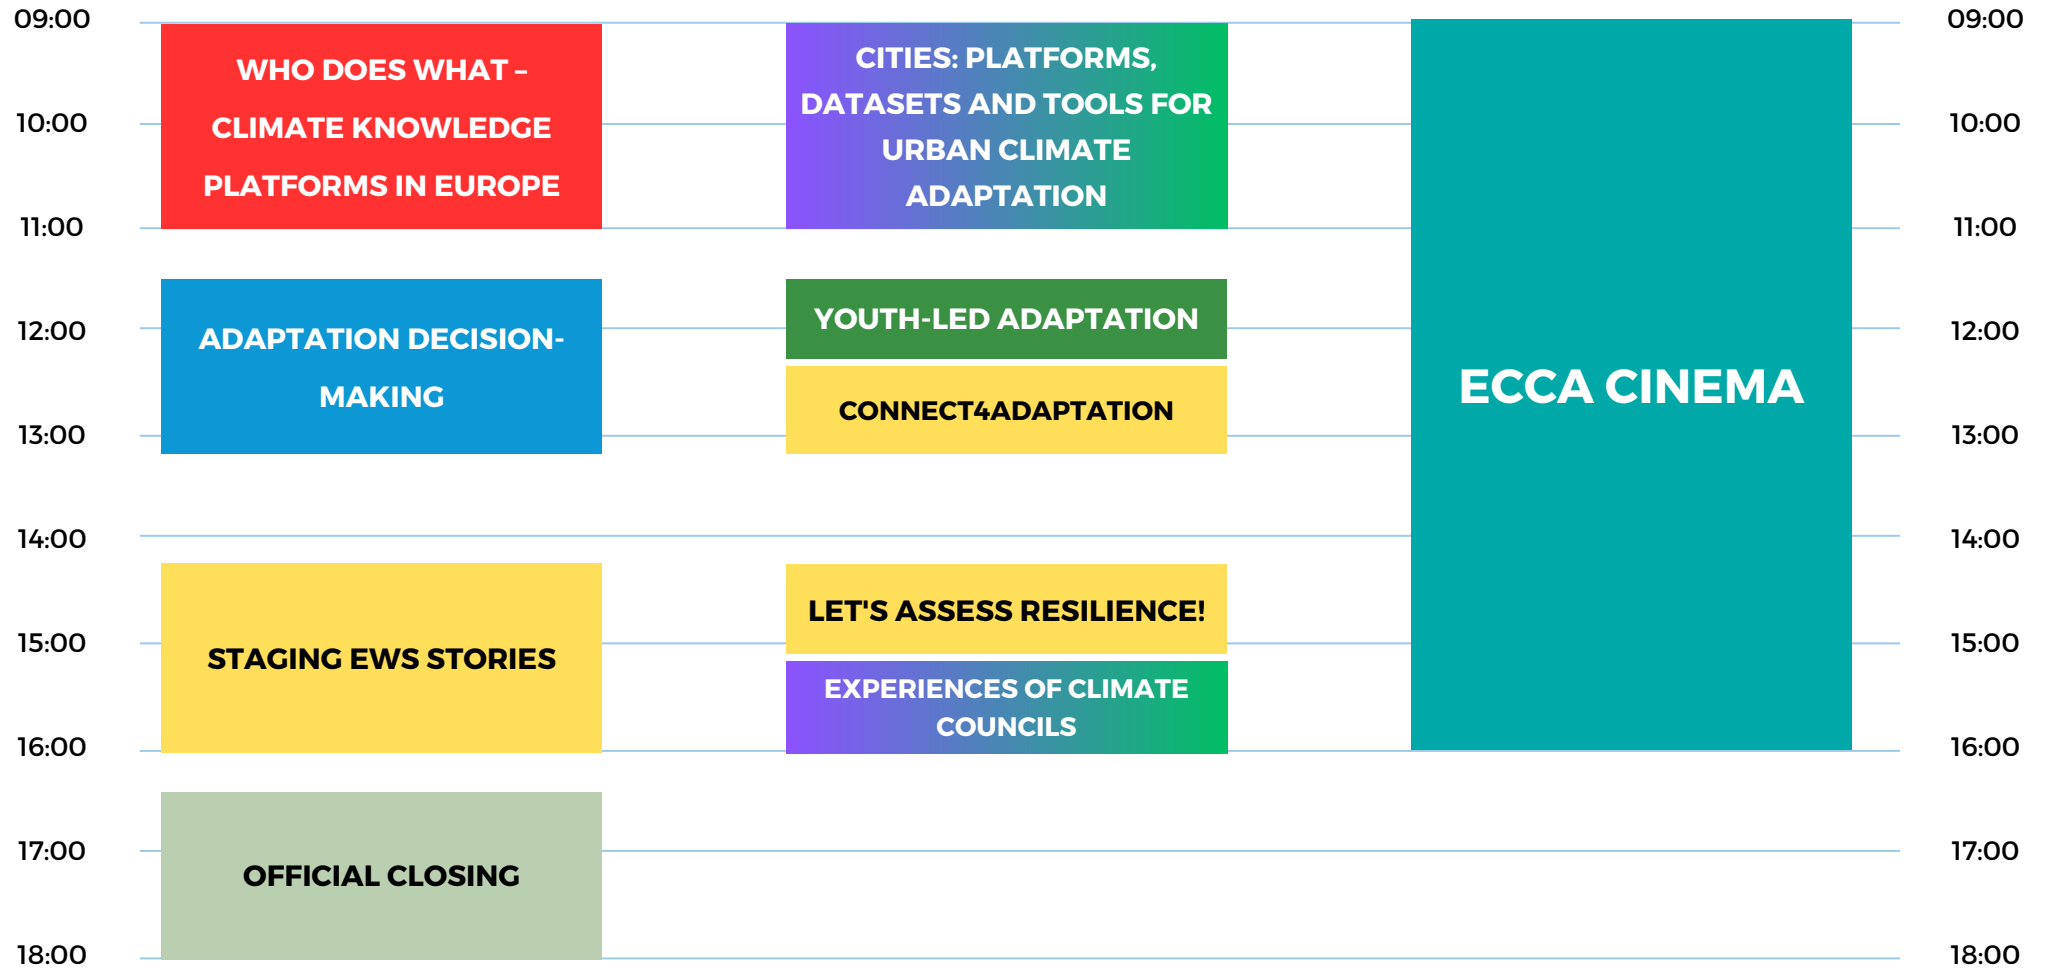 09:00
09:00
WHO DOES WHAT –
CLIMATE KNOWLEDGE
PLATFORMS IN EUROPE
CITIES: PLATFORMS,
DATASETS AND TOOLS FOR
URBAN CLIMATE
ADAPTATION
10:00
10:00
11:00
11:00
ADAPTATION DECISION-
MAKING
YOUTH-LED ADAPTATION
12:00
12:00
CONNECT4ADAPTATION
ECCA CINEMA
13:00
13:00
14:00
14:00
STAGING EWS STORIES
LET'S ASSESS RESILIENCE!
15:00
15:00
EXPERIENCES OF CLIMATE
COUNCILS
16:00
16:00
17:00
17:00
OFFICIAL CLOSING
18:00
18:00